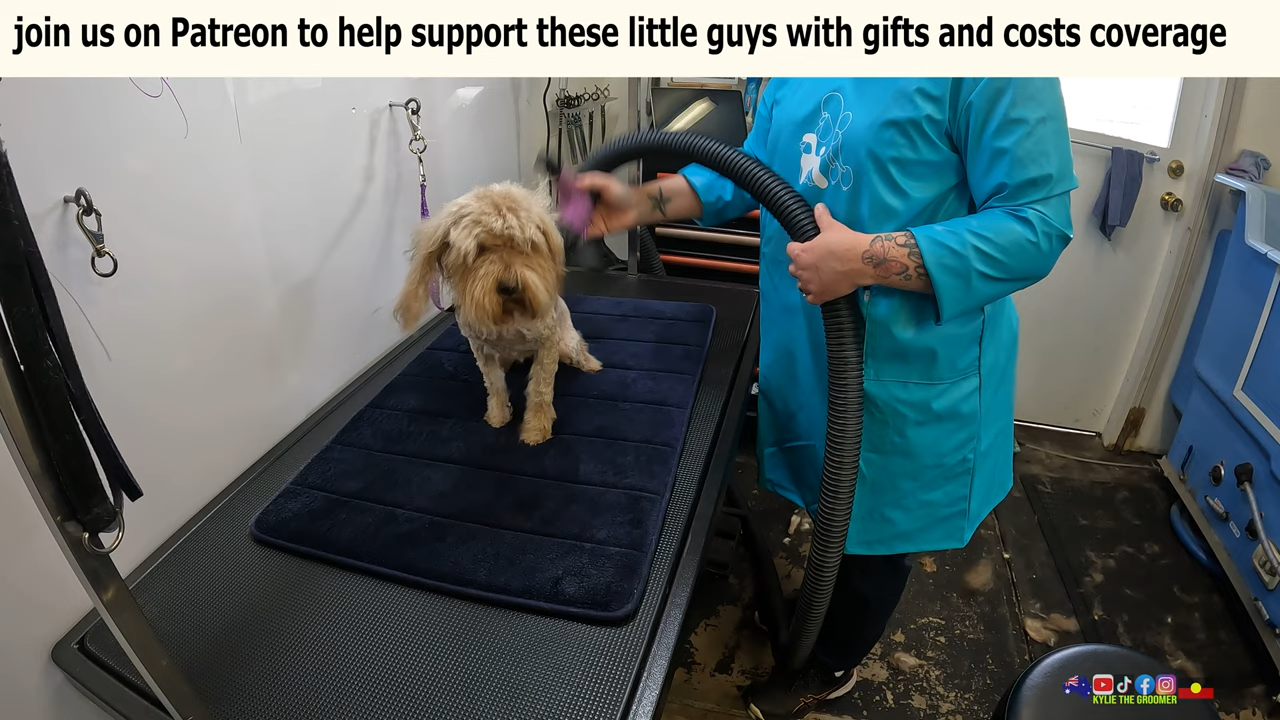 join us on Patreon to help support these little guys with gifts and costs coverage
KYLIE THE GROOMER